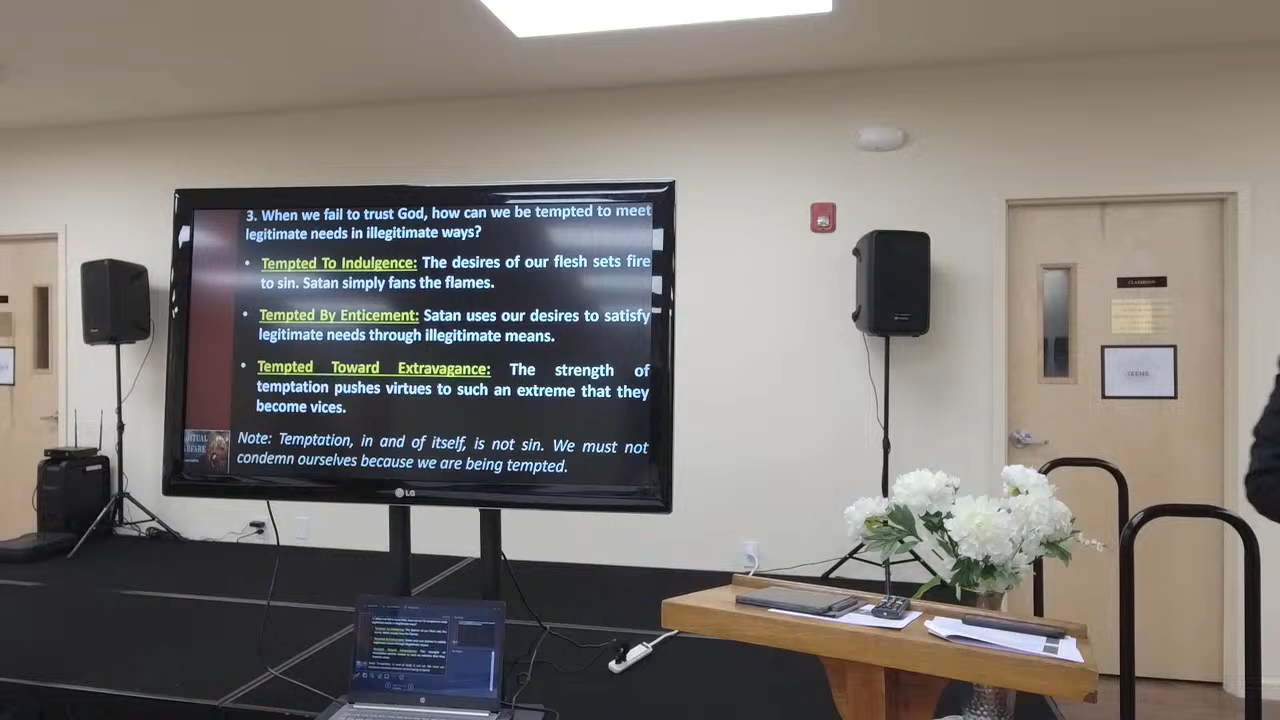 3. When we fail to trust God, how can we be tempted to meet
legitimate needs in illegitimate ways?
• Tempted To Indulgence: The desires of our flesh sets fire
to sin. Satan simply fans the flames.
• Tempted By Enticement: Satan uses our desires to satisfy
legitimate needs through illegitimate means.
• Tempted Toward Extravagance: The strength of
temptation pushes virtues to such an extreme that they
become vices.
Note: Temptation, in and of itself, is not sin. We must not
condemn ourselves because we are being tempted.
LG
CLASSROOM
TEENS